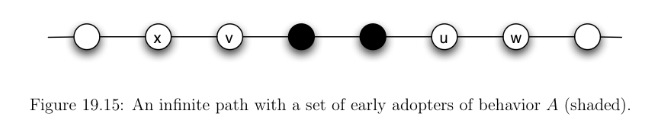 x v u w
Figure 19.15: An infinite path with a set of early adopters of behavior A (shaded).